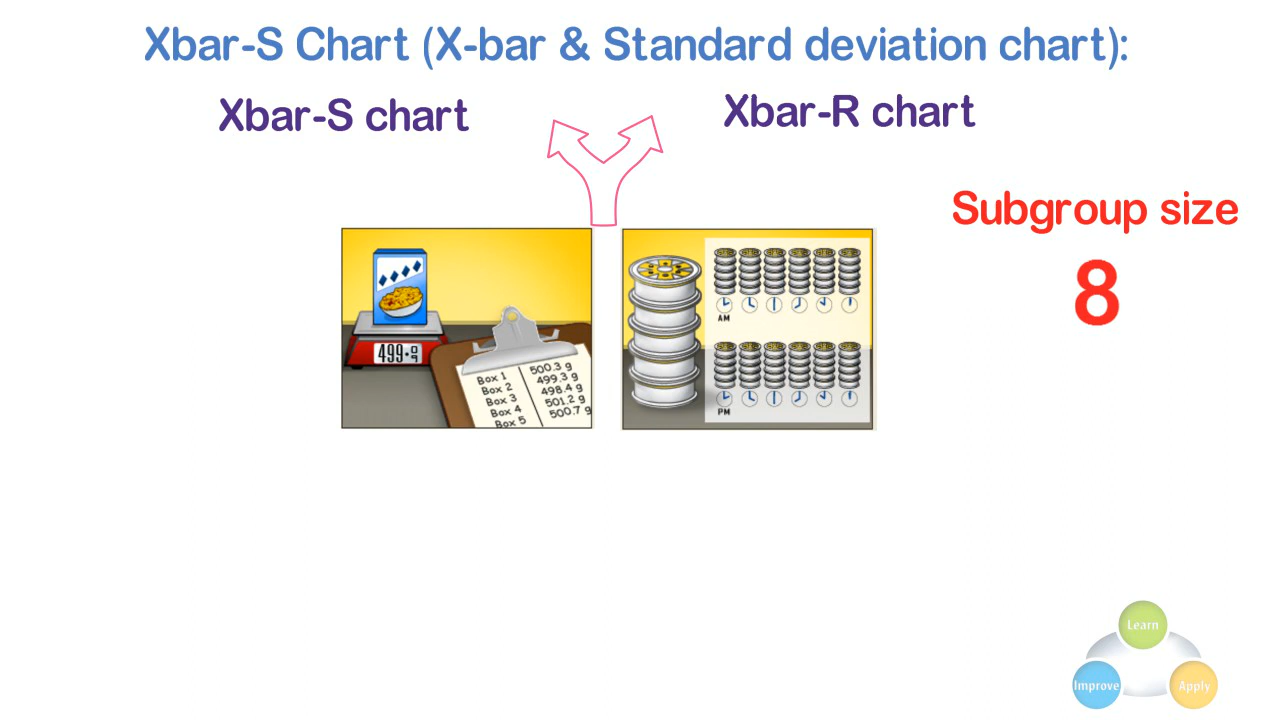 Xbar-S Chart (X-bar & Standard deviation chart):
Xbar-S chart
Xbar-R chart
Subgroup size
8
499.9
Box 1 500.3 g
Box 2 499.3 g
Box 3 498.4 g
Box 4 501.2 g
Box 5 500.7 g
AM
PM
Learn
Improve
Apply